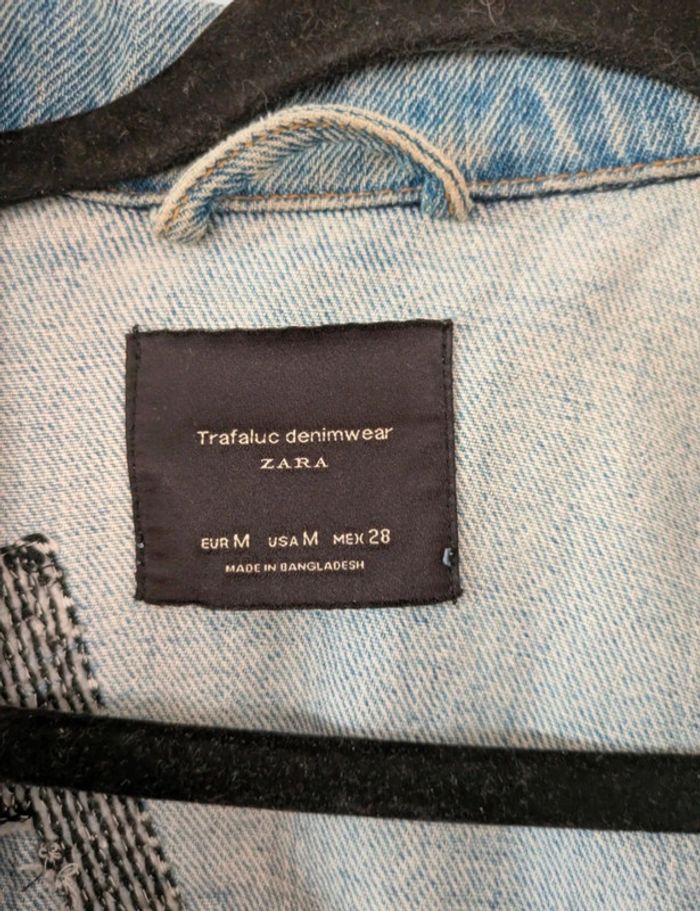 Trafaluc denimwear
ZARA
EUR M USA M MEX 28
MADE IN BANGLADESH